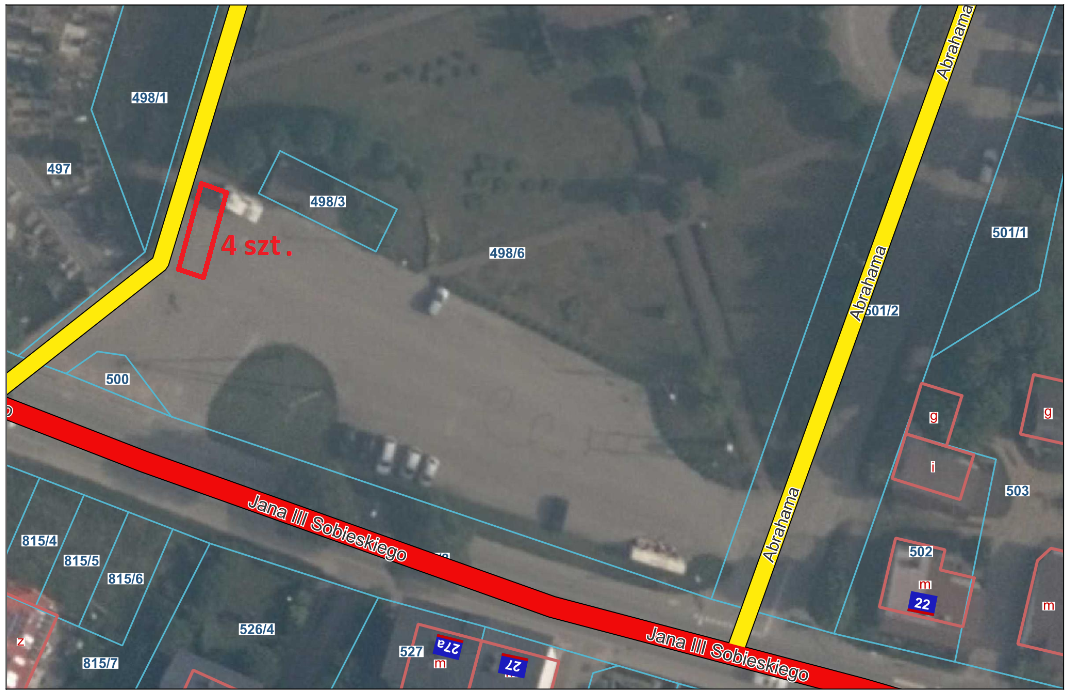 Abrahama
498/1
497
498/3
501/1
4 szt.
498/6
Abrahama
501/2
500
g
g
i
503
Abrahama
Jana III Sobieskiego
815/4
815/5
815/6
502
m
22
m
526/4
z
815/7
527
m
27a
27
Jana III Sobieskiego